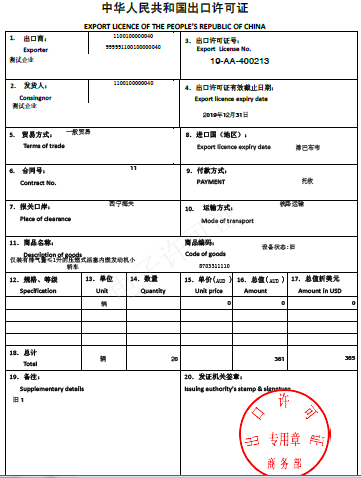 中华人民共和国出口许可证
EXPORT LICENCE OF THE PEOPLE'S REPUBLIC OF CHINA
1. 出口商: 1100100000040
Exporter 9999911100100000040
测试企业
3. 出口许可证号:
Export License No.
19-AA-400213
2. 发货人: 1100100000040
Consingnor
测试企业
4. 出口许可证有效截止日期:
Export licence expiry date
2019年12月31日
5. 贸易方式: 一般贸易
Terms of trade
8. 进口国(地区):
Export licence expiry date 津巴布韦
6. 合同号: 11
Contract No.
9. 付款方式:
PAYMENT 托收
7. 报关口岸: 西宁海关
Place of clearance
10. 运输方式: 铁路运输
Mode of transport
11. 商品名称:
Description of goods
仅装有排气量≤1升的压燃式活塞内燃发动机小
轿车
商品编码: 设备状态:旧
Code of goods
8703311110
12. 规格、等级
Specification
13. 单位
Unit
14. 数量
Quantity
15. 单价(AUD)
Unit price
16. 总值(AUD)
Amount
17. 总值折美元
Amount in USD
辆 0 0 0
18. 总计
Total 辆 20 361 365
19. 备注:
Supplementary details
旧 1
20. 发证机关签章:
Issuing authority's stamp & signature
出口许可证
专用章
商务部